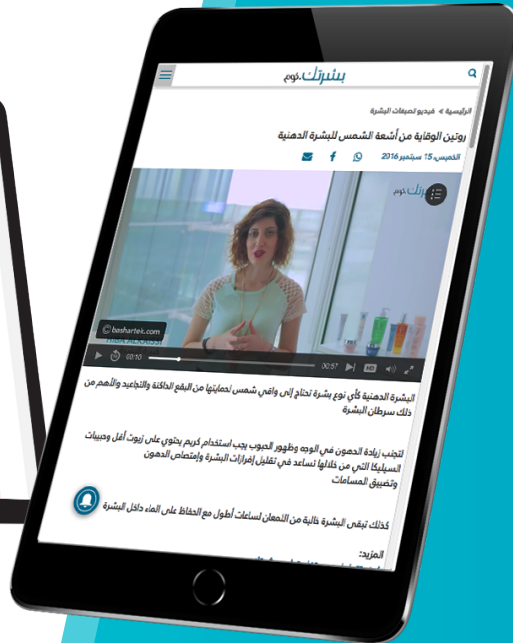 بشرتك.كوم
الرئيسية » فيديو تصبغات البشرة
روتين الوقاية من أشعة الشمس للبشرة الدهنية
الخميس، 15 سبتمبر 2016
© bashartek.com
00:10
00:57
HD
البشرة الدهنية كأي نوع بشرة تحتاج إلى واقي شمس لحمايتها من البقع الداكنة والتجاعيد والأهم من
ذلك سرطان البشرة
لتجنب زيادة الدهون في الوجه وظهور الحبوب يجب استخدام كريم يحتوي على زيوت أقل وحبيبات
السيليكا التي من خلالها تساعد في تقليل إفرازات البشرة وإمتصاص الدهون
وتضييق المسامات
كذلك تبقى البشرة خالية من اللمعان لساعات أطول مع الحفاظ على الماء داخل البشرة
المزيد: